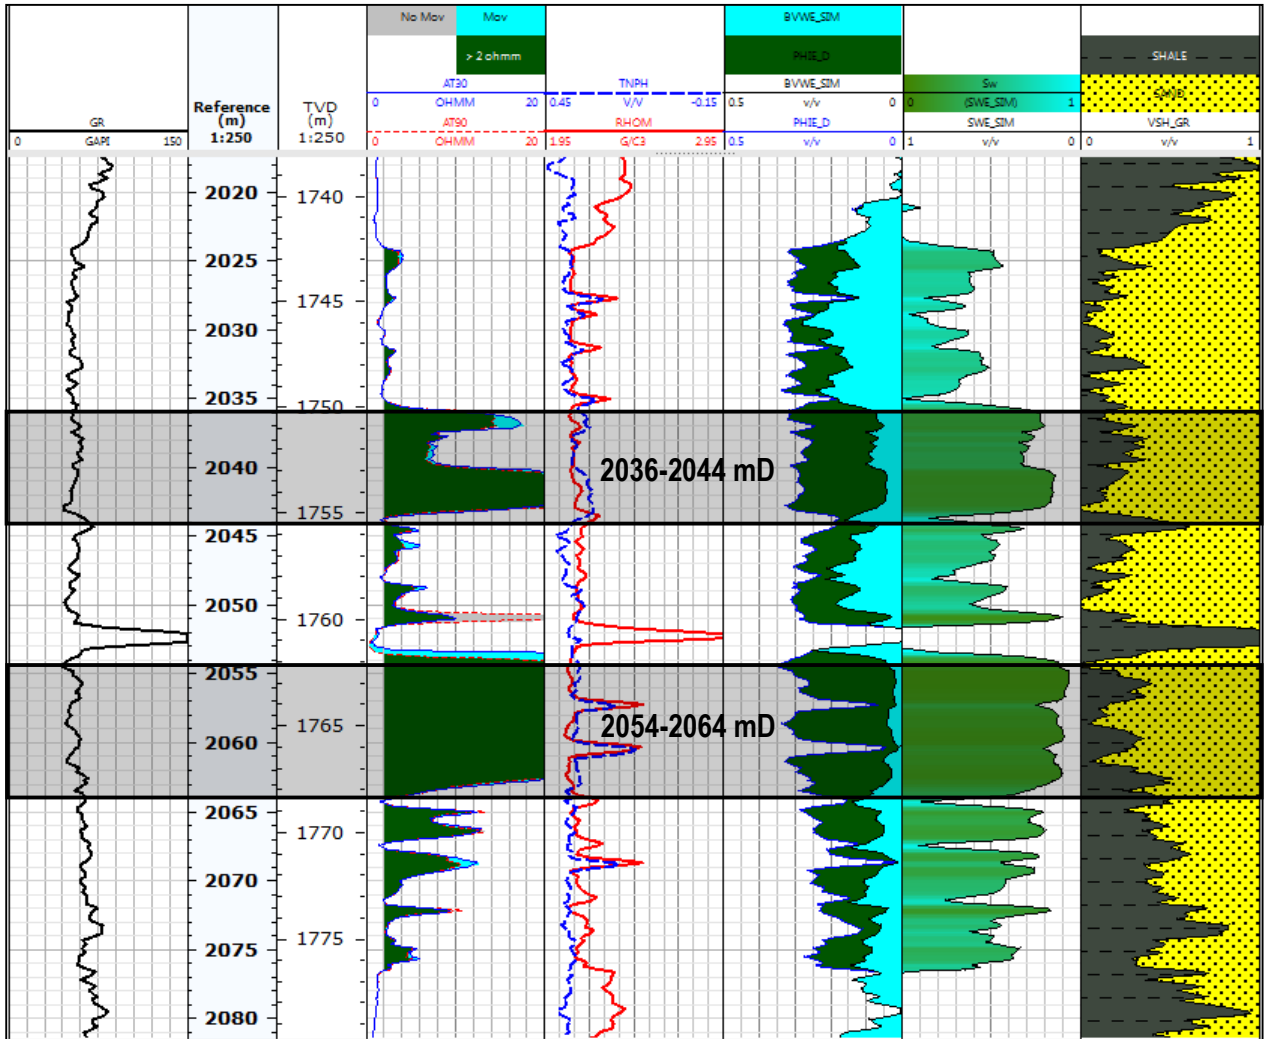 No Mov Mov BVWE_SIM
> 2 ohmm PHIE_D SHALE
AT30 TNPH BVWE_SIM Sw SAND
0 OHMM 20 0.45 V/V -0.15 0.5 v/v 0 0 (SWE_SIM) 1
GR Reference (m) 1:250 TVD (m) 1:250 AT90 RHOM PHIE_D SWE_SIM VSH_GR
0 GAPI 150 0 OHMM 20 1.95 G/C3 2.95 0.5 v/v 0 1 v/v 0 0 v/v 1
2020 1740
2025
1745
2030
2035
1750
2040 2036-2044 mD
1755
2045
2050
1760
2055
1765 2054-2064 mD
2060
2065
1770
2070
1775
2075
2080